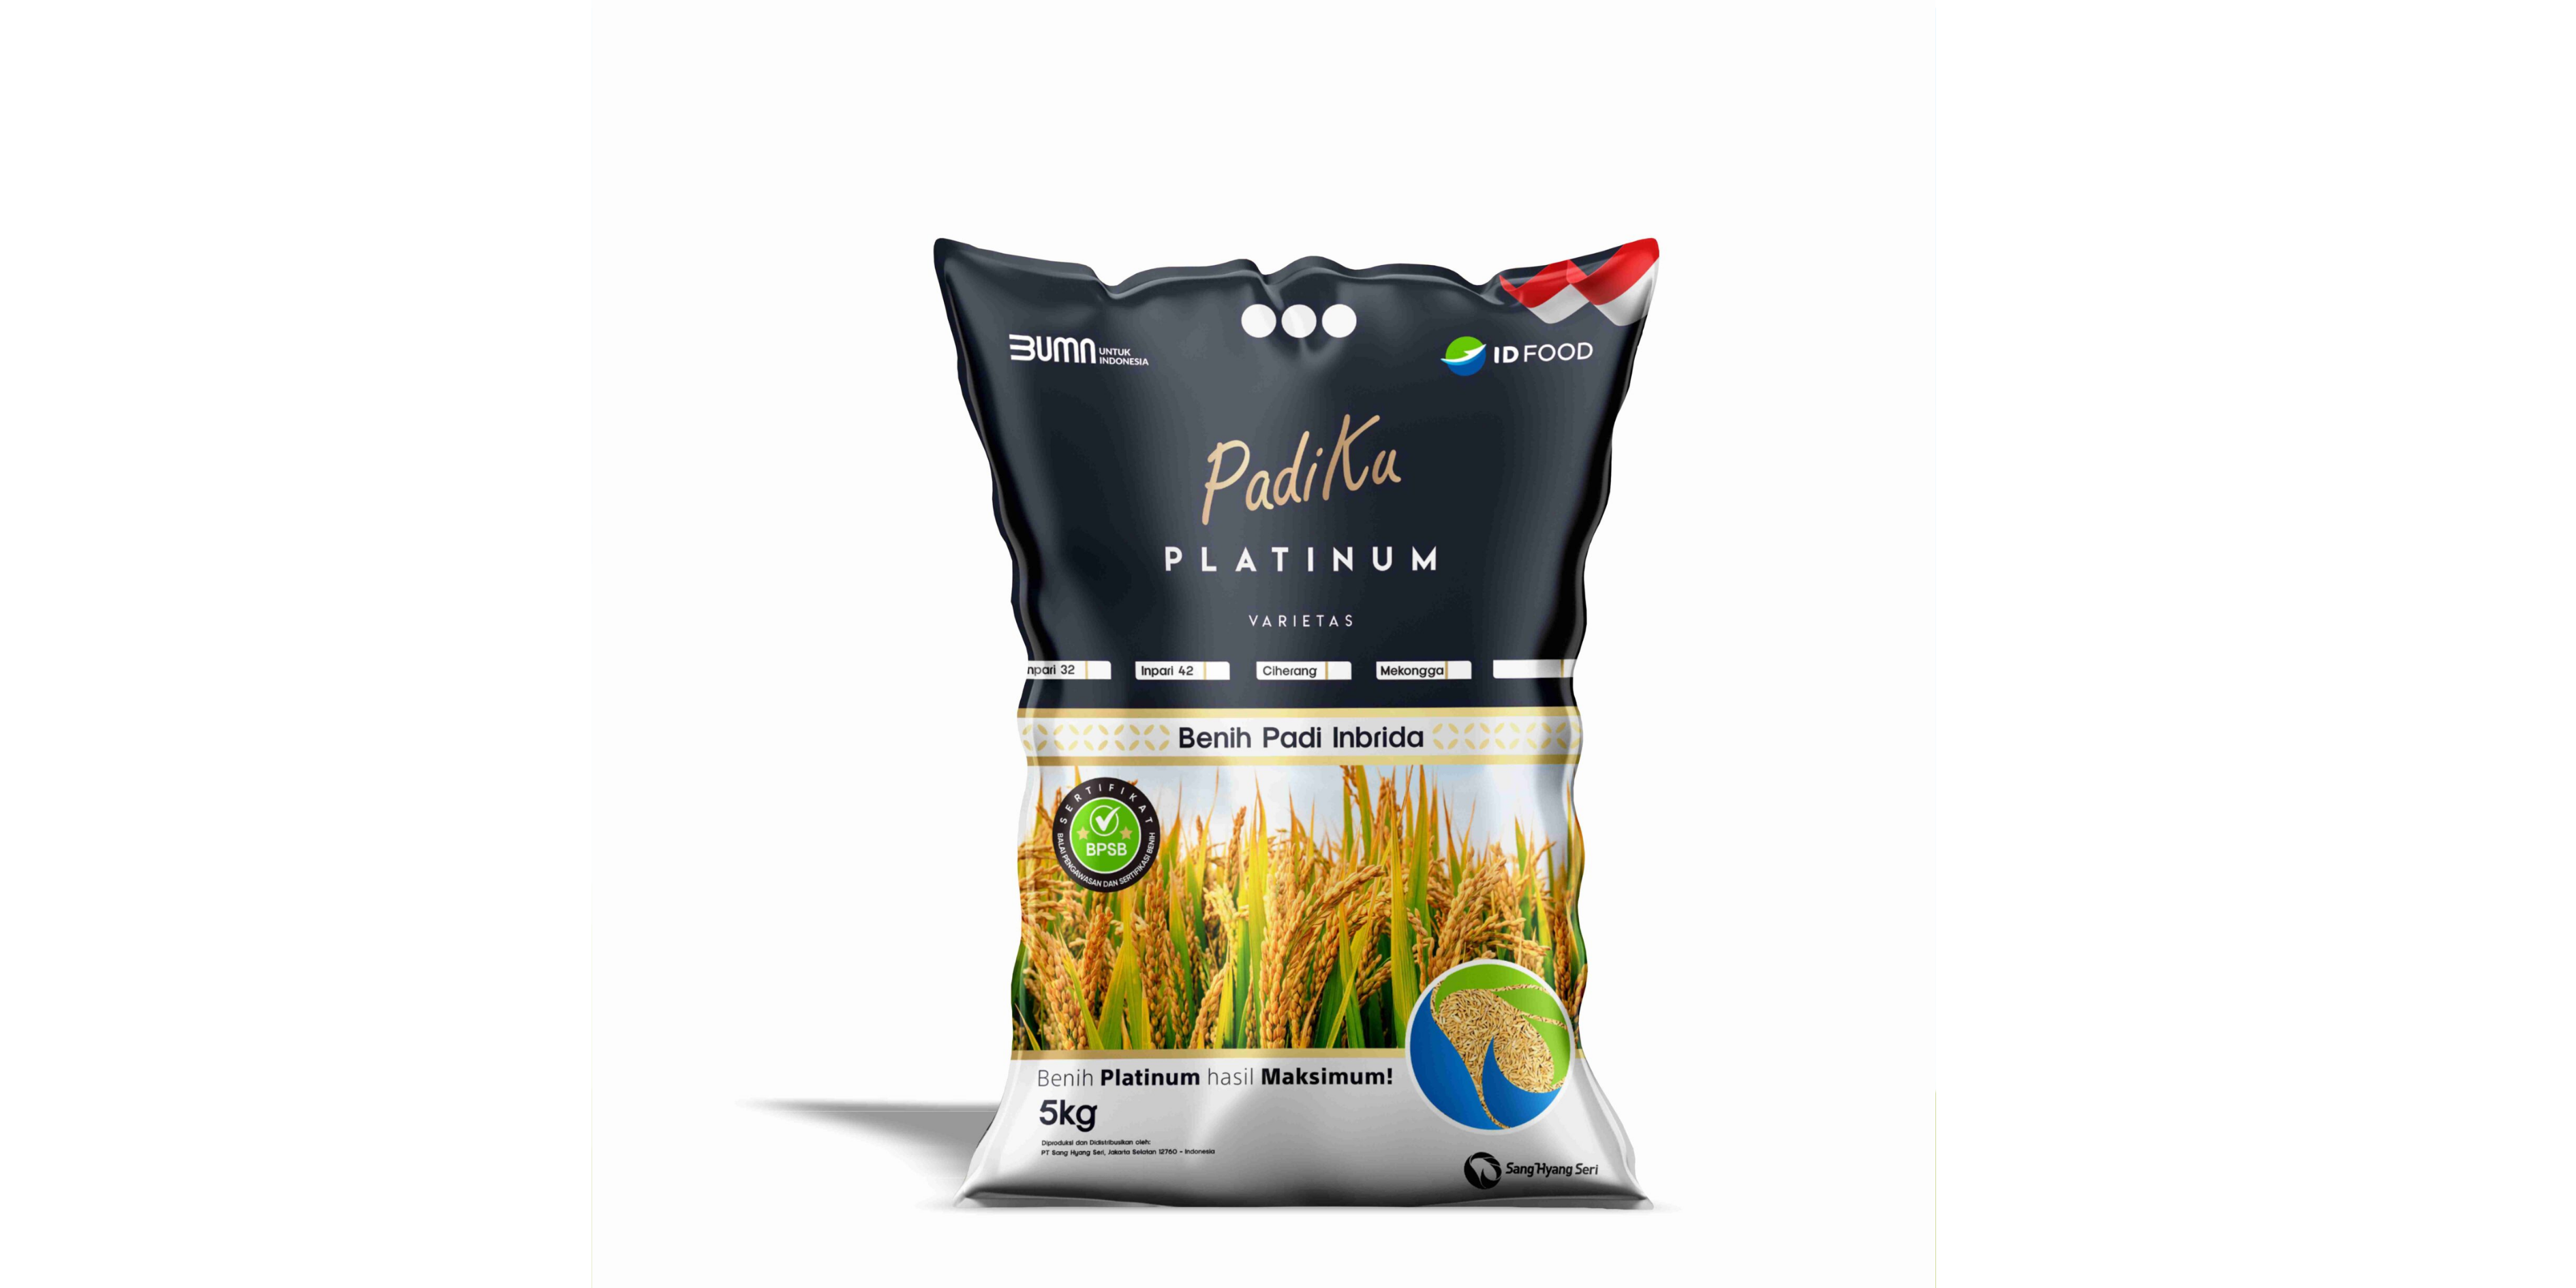 BUMN UNTUK INDONESIA
ID FOOD
PadiKu
PLATINUM
VARIETAS
npari 32
Inpari 42
Ciherang
Mekongga
Benih Padi Inbrida
SERTIFIKAT
BPSB
BALAI PENGAWASAN DAN SERTIFIKASI BENIH
Benih Platinum hasil Maksimum!
5kg
Diproduksi dan Didistribusikan oleh:
PT Sang Hyang Seri, Jakarta Selatan 12760 - Indonesia
Sang Hyang Seri